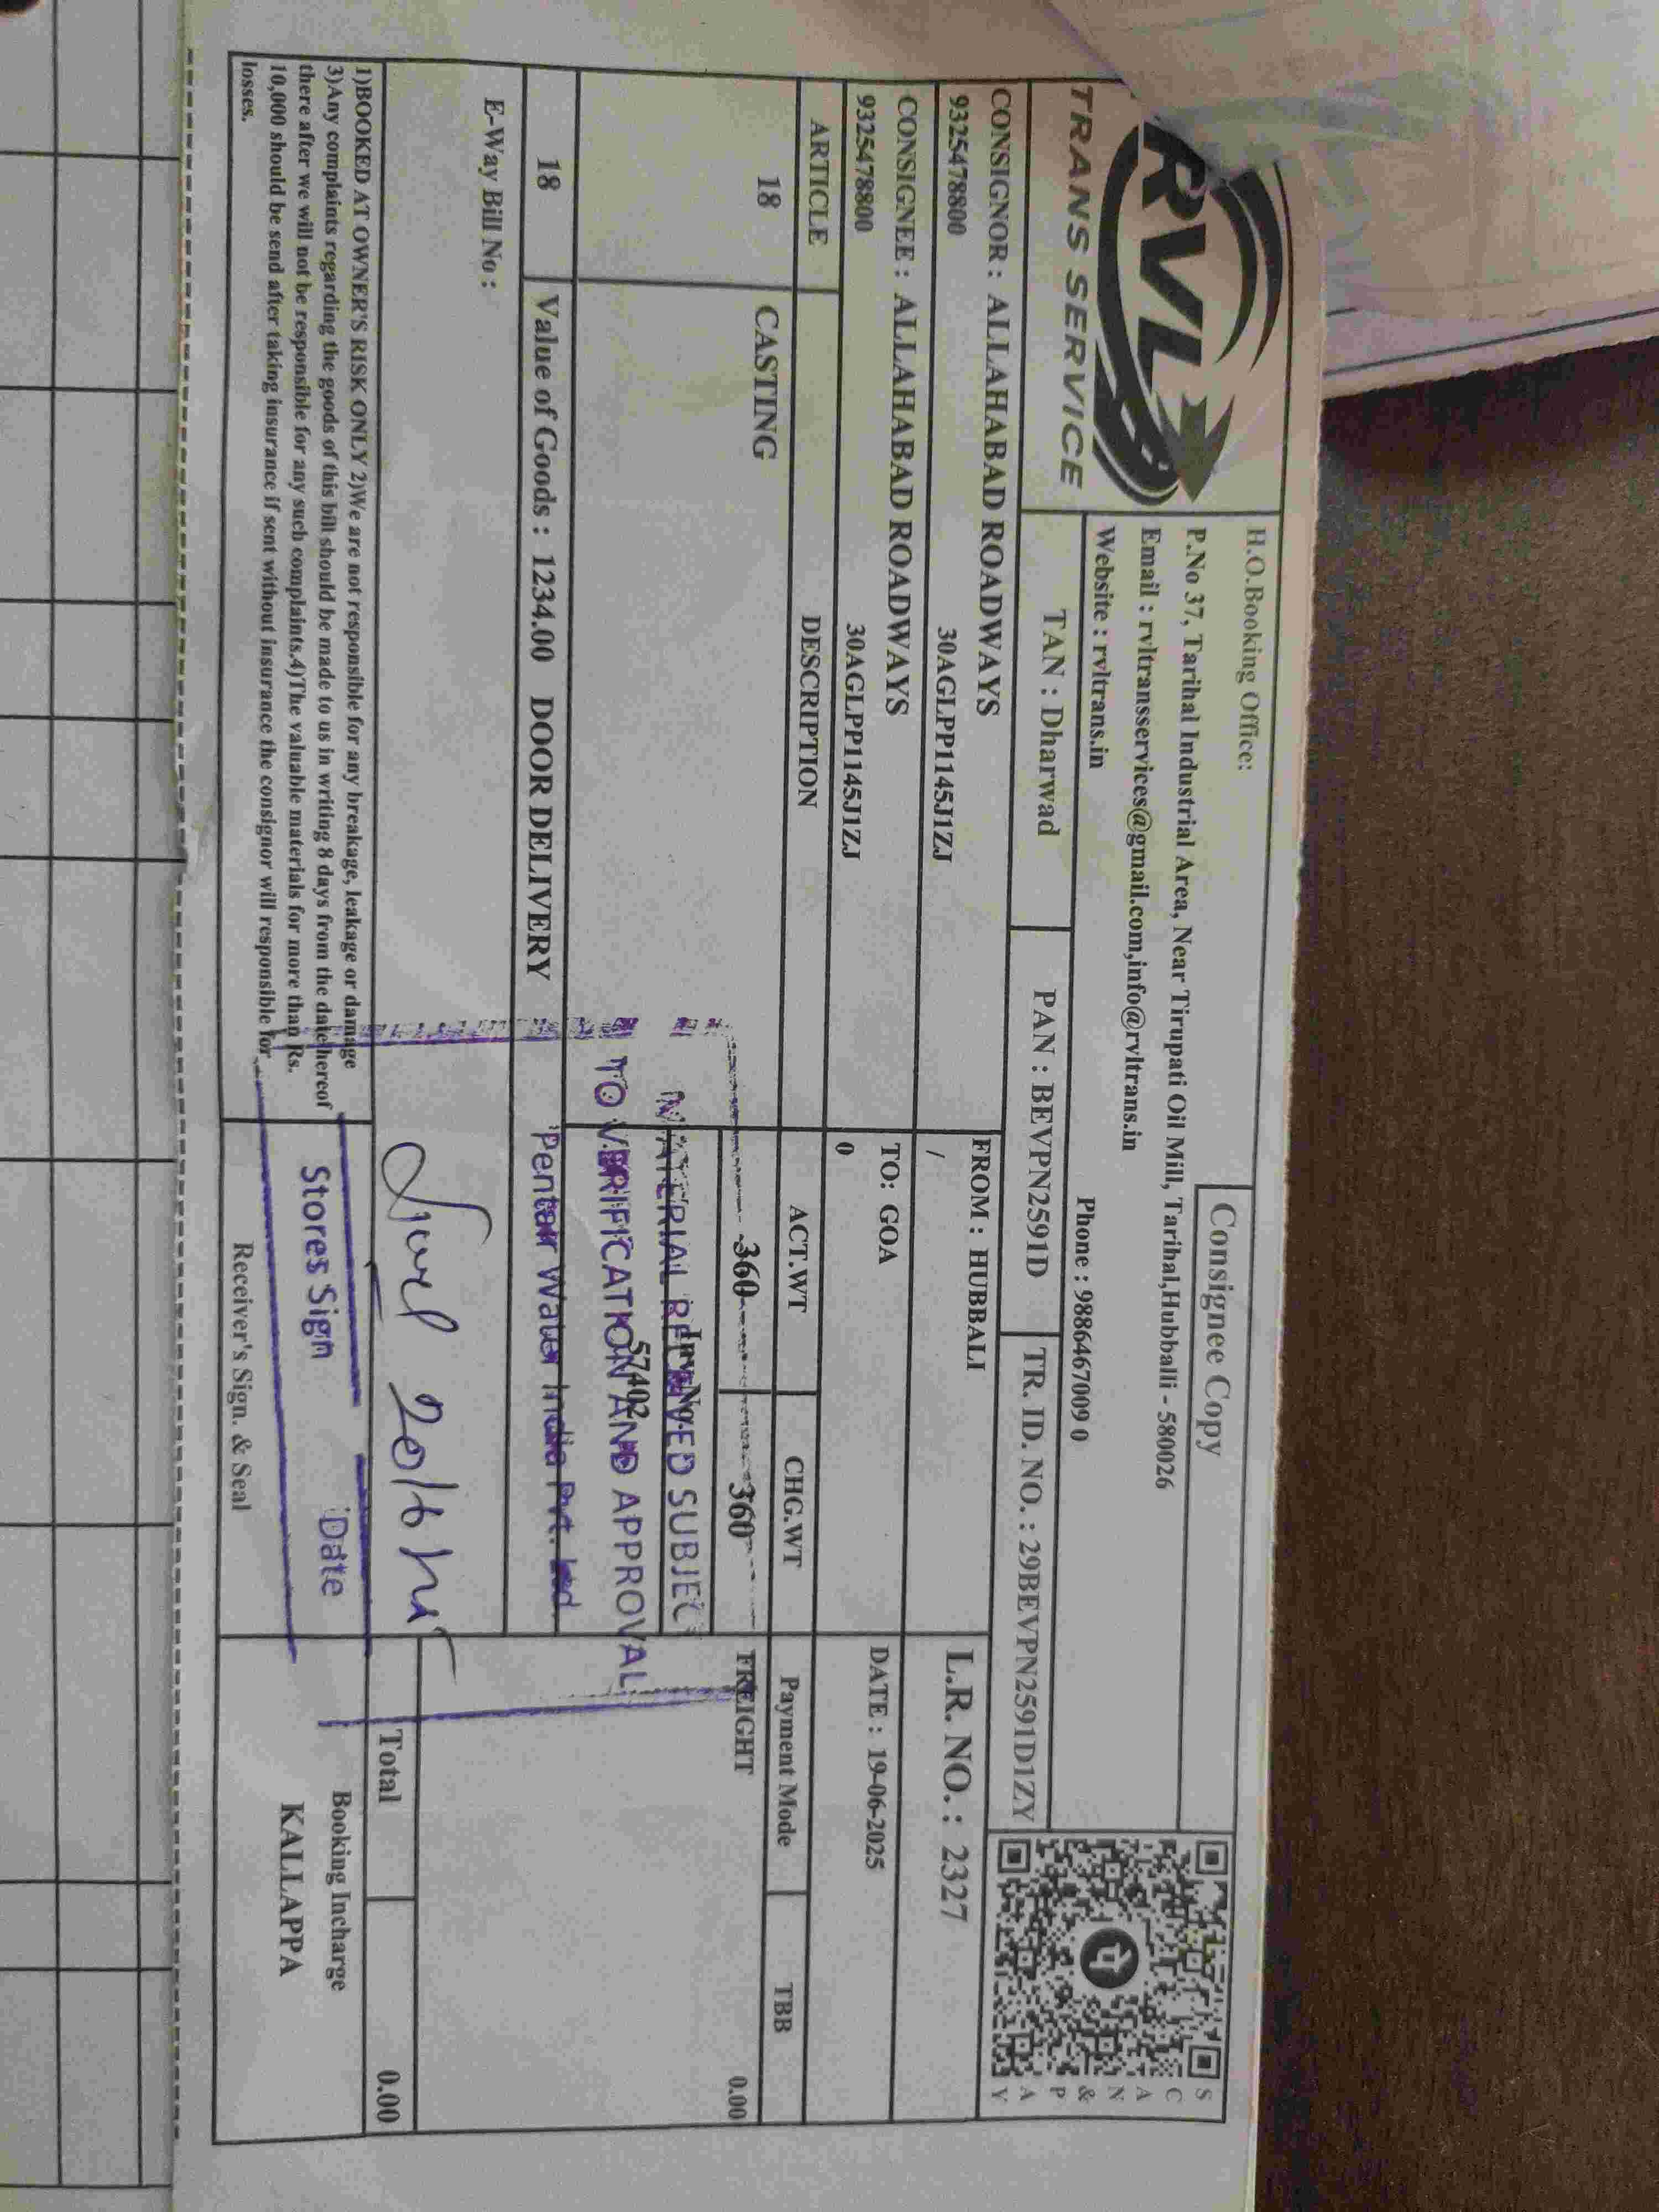 RVL
TRANS SERVICE
H.O.Booking Office:
Consignee Copy
P.No 37, Tarihal Industrial Area, Near Tirupati Oil Mill, Tarihal,Hubballi - 580026
Email : rvltransservices@gmail.com,info@rvltrans.in
Website : rvltrans.in
Phone : 9886467009 0
SCAN & PAY
TAN : Dharwad
PAN : BEVPN2591D
TR. ID. NO. : 29BEVPN2591D1ZY
CONSIGNOR : ALLAHABAD ROADWAYS
9325478800 30AGLPP1145J1ZJ
FROM : HUBBALI
/
L.R. NO. : 2327
CONSIGNEE : ALLAHABAD ROADWAYS
9325478800 30AGLPP1145J1ZJ
TO: GOA
0
DATE : 19-06-2025
ARTICLE DESCRIPTION ACT.WT CHG.WT Payment Mode TBB
18 CASTING 360 360 FREIGHT 0.00
Inv No.
57402
MATERIAL RECEIVED SUBJECT
TO VERIFICATION AND APPROVAL
Pentair Water India Pvt. Ltd.
18 Value of Goods : 1234.00 DOOR DELIVERY
E-Way Bill No :
Total 0.00
Stores Sign Date
1)BOOKED AT OWNER'S RISK ONLY 2)We are not responsible for any breakage, leakage or damage
3)Any complaints regarding the goods of this bill should be made to us in writing 8 days from the date hereof
there after we will not be responsible for any such complaints.4)The valuable materials for more than Rs.
10,000 should be send after taking insurance if sent without insurance the consignor will responsible for
losses.
Receiver's Sign. & Seal
Booking Incharge
KALLAPPA